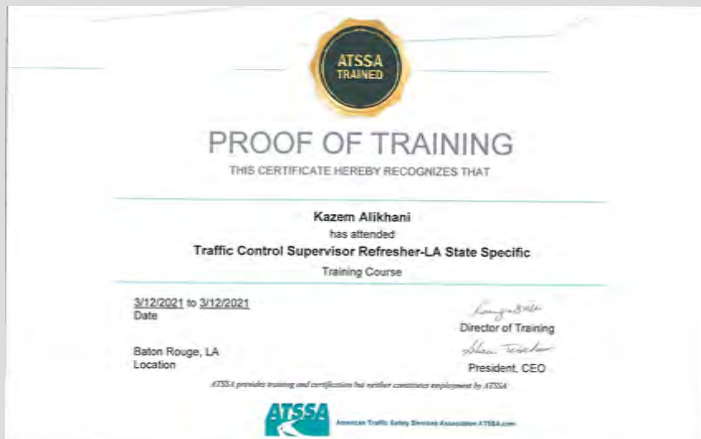 ATSSA
TRAINED
PROOF OF TRAINING
THIS CERTIFICATE HEREBY RECOGNIZES THAT
Kazem Alikhani
has attended
Traffic Control Supervisor Refresher-LA State Specific
Training Course
3/12/2021 to 3/12/2021
Date
Director of Training
Baton Rouge, LA
Location
President, CEO
ATSSA provides training and certification but neither constitutes employment by ATSSA
ATSSA
American Traffic Safety Services Association ATSSA.com